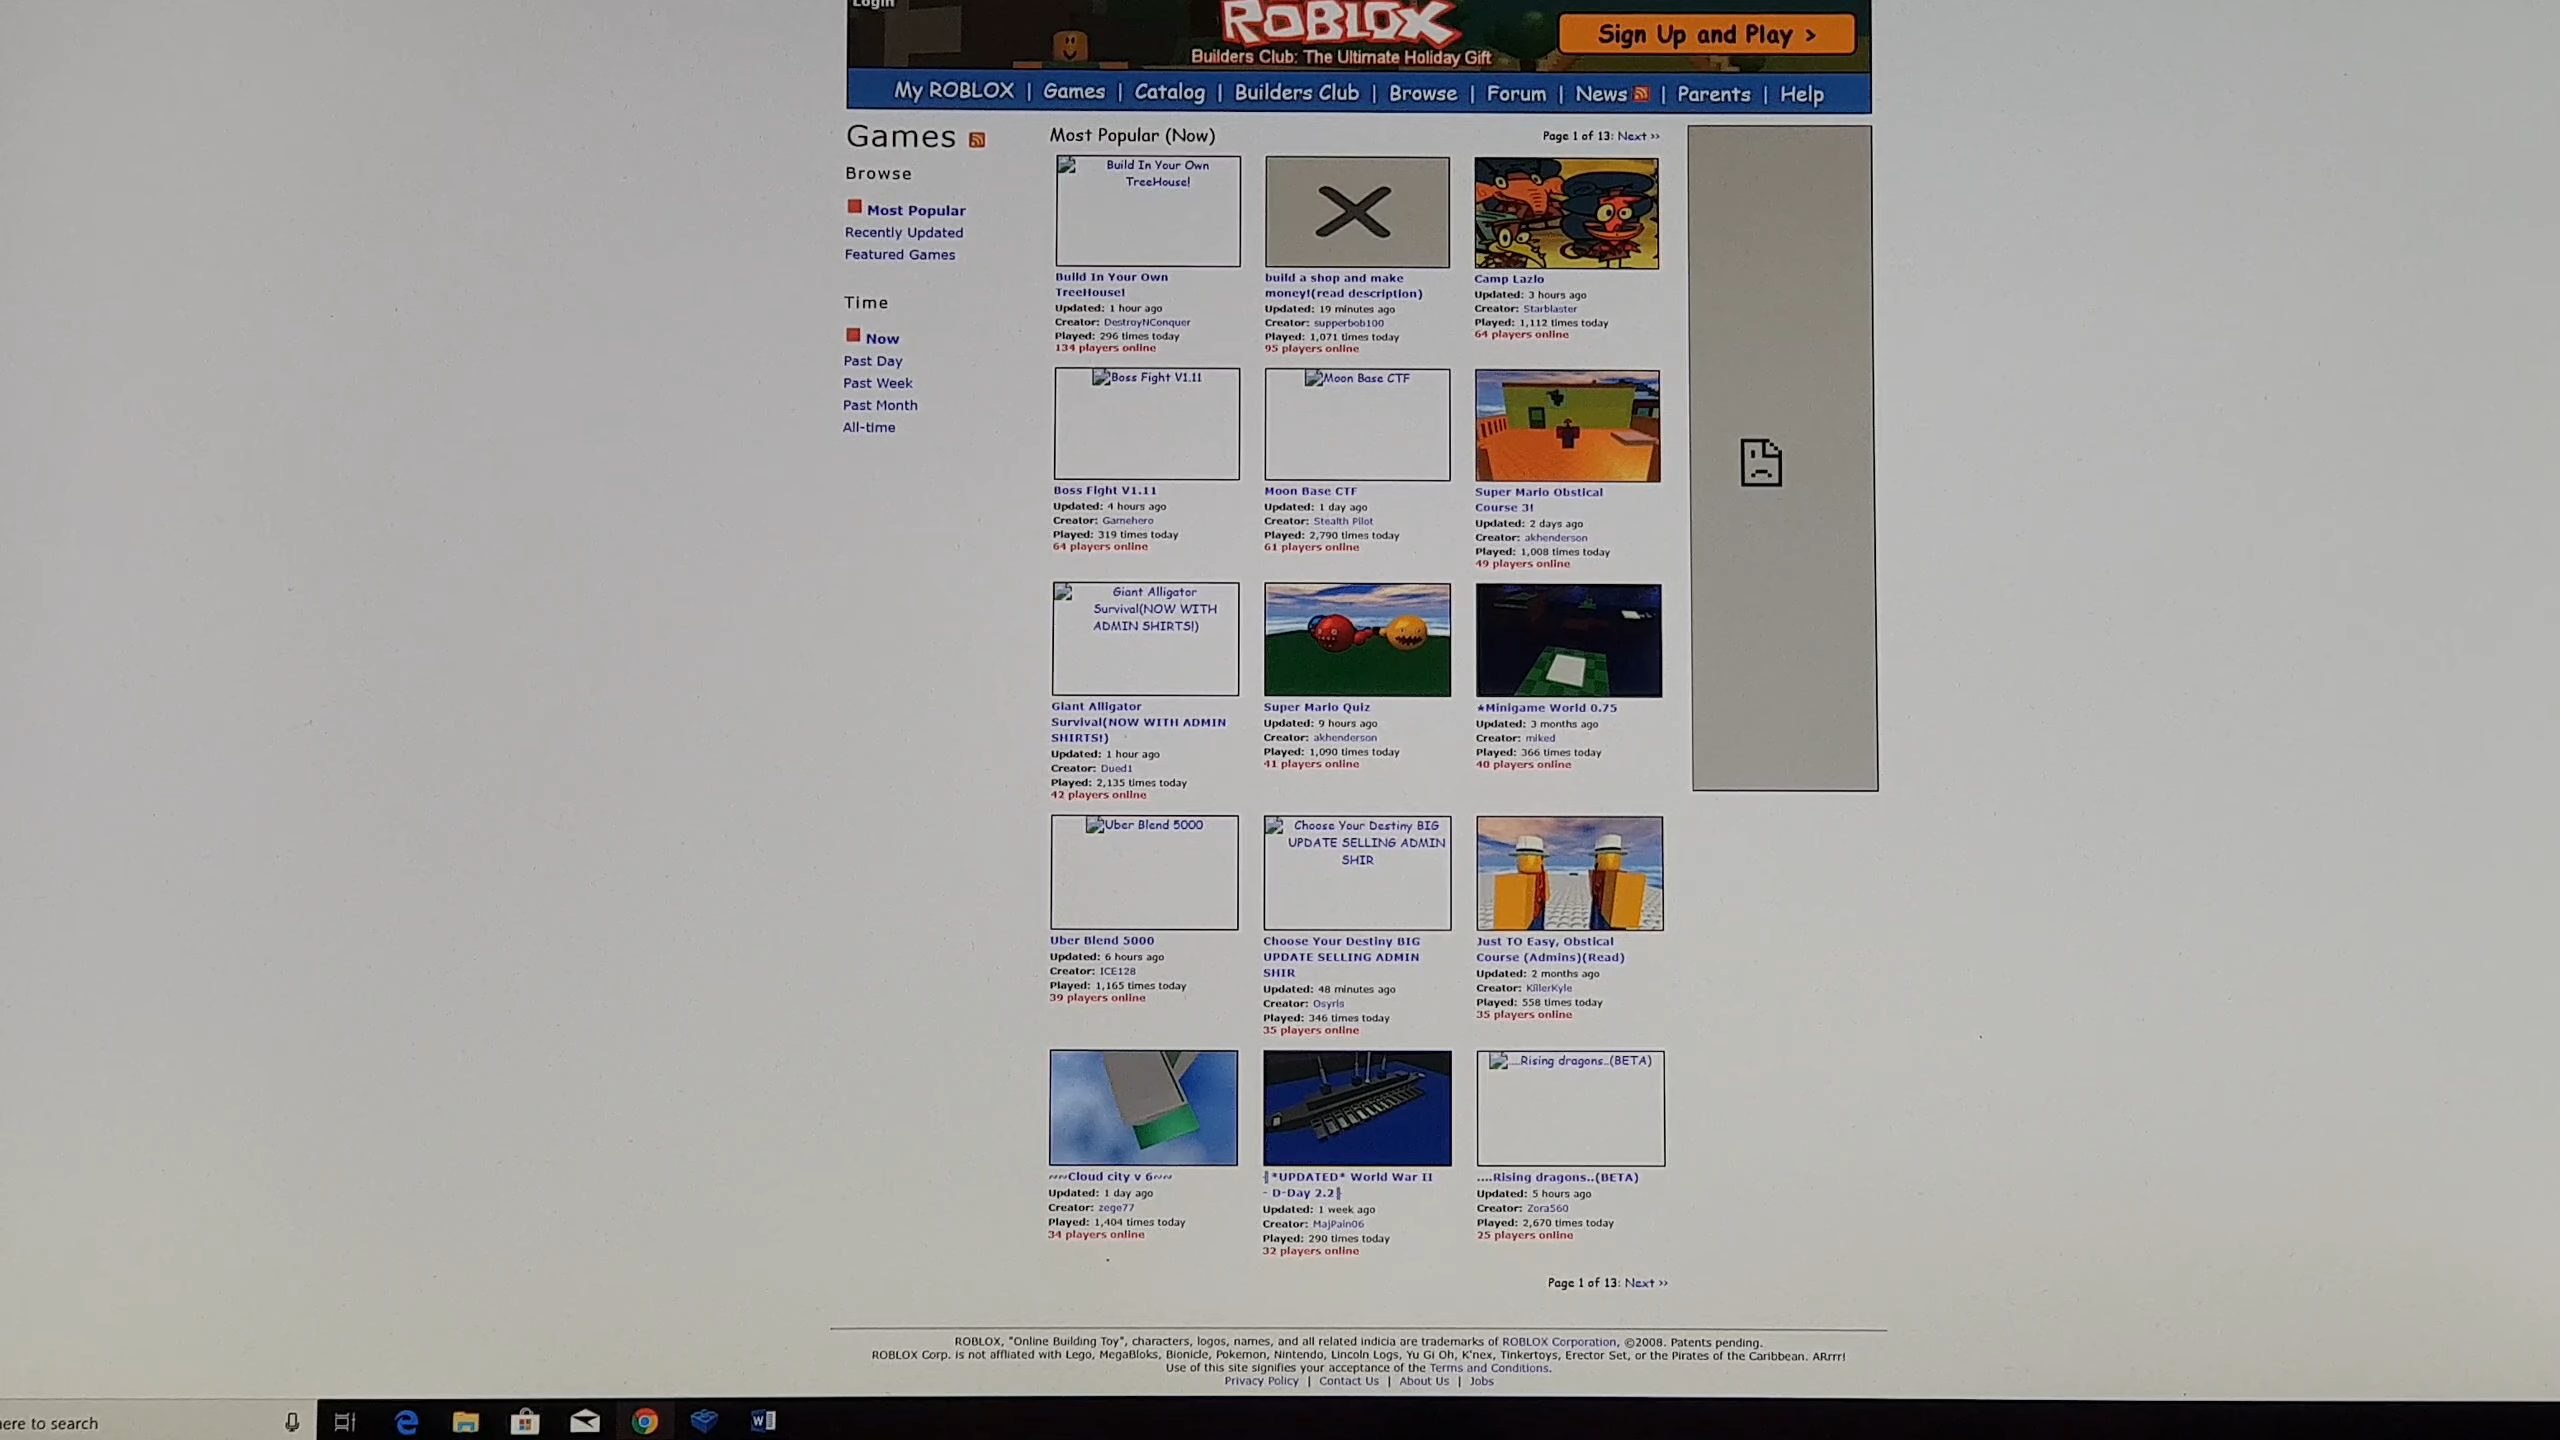 Login
ROBLOX
Builders Club: The Ultimate Holiday Gift
Sign Up and Play >
My ROBLOX | Games | Catalog | Builders Club | Browse | Forum | News | Parents | Help
Games
Browse
Most Popular
Recently Updated
Featured Games
Time
Now
Past Day
Past Week
Past Month
All-time
Most Popular (Now)
Page 1 of 13: Next >>
Build In Your Own
TreeHouse!
Build In Your Own
TreeHouse!
Updated: 1 hour ago
Creator: DestroyNConquer
Played: 296 times today
134 players online
build a shop and make
money!(read description)
Updated: 19 minutes ago
Creator: supperbob100
Played: 1,071 times today
95 players online
Camp Lazlo
Updated: 3 hours ago
Creator: Starblaster
Played: 1,112 times today
64 players online
Boss Fight V1.11
Boss Fight V1.11
Updated: 4 hours ago
Creator: Gamehero
Played: 319 times today
64 players online
Moon Base CTF
Moon Base CTF
Updated: 1 day ago
Creator: Stealth Pilot
Played: 2,790 times today
61 players online
Super Mario Obstical
Course 3!
Updated: 2 days ago
Creator: akhenderson
Played: 1,008 times today
49 players online
Giant Alligator
Survival(NOW WITH
ADMIN SHIRTS!)
Giant Alligator
Survival(NOW WITH ADMIN
SHIRTS!)
Updated: 1 hour ago
Creator: Dued1
Played: 2,135 times today
42 players online
Super Mario Quiz
Updated: 9 hours ago
Creator: akhenderson
Played: 1,090 times today
41 players online
★Minigame World 0.75
Updated: 3 months ago
Creator: miked
Played: 366 times today
40 players online
Uber Blend 5000
Uber Blend 5000
Updated: 6 hours ago
Creator: ICE128
Played: 1,165 times today
39 players online
Choose Your Destiny BIG
UPDATE SELLING ADMIN
SHIR
Choose Your Destiny BIG
UPDATE SELLING ADMIN
SHIR
Updated: 48 minutes ago
Creator: Osyris
Played: 346 times today
35 players online
Just TO Easy, Obstical
Course (Admins)(Read)
Updated: 2 months ago
Creator: KillerKyle
Played: 558 times today
35 players online
~~Cloud city v 6~~
Updated: 1 day ago
Creator: zege77
Played: 1,404 times today
34 players online
*UPDATED* World War II
- D-Day 2.2
Updated: 1 week ago
Creator: MajPain06
Played: 290 times today
32 players online
....Rising dragons..(BETA)
....Rising dragons..(BETA)
Updated: 5 hours ago
Creator: Zora560
Played: 2,670 times today
25 players online
Page 1 of 13: Next >>
ROBLOX, "Online Building Toy", characters, logos, names, and all related indicia are trademarks of ROBLOX Corporation, ©2008. Patents pending.
ROBLOX Corp. is not affliated with Lego, MegaBloks, Bionicle, Pokemon, Nintendo, Lincoln Logs, Yu Gi Oh, K'nex, Tinkertoys, Erector Set, or the Pirates of the Caribbean. ARrrr!
Use of this site signifies your acceptance of the Terms and Conditions.
Privacy Policy | Contact Us | About Us | Jobs
here to search